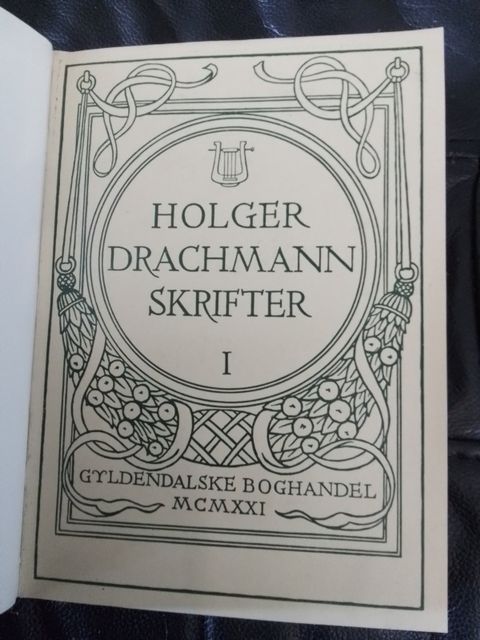 HOLGER
DRACHMANN
SKRIFTER
I
GYLDENDALSKE BOGHANDEL
MCMXXI